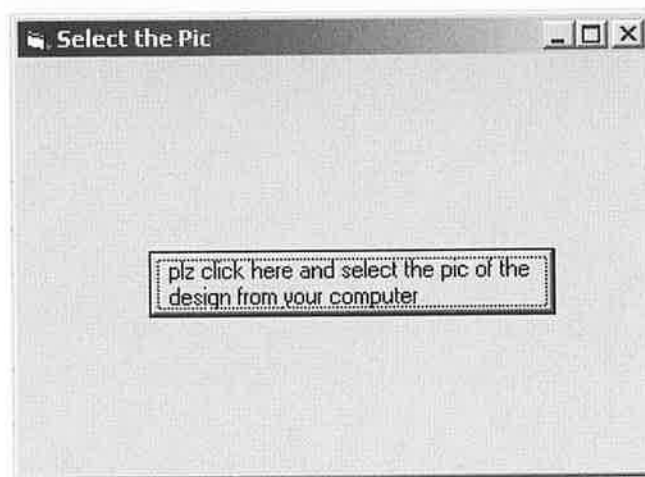 Select the Pic
plz click here and select the pic of the
design from your computer